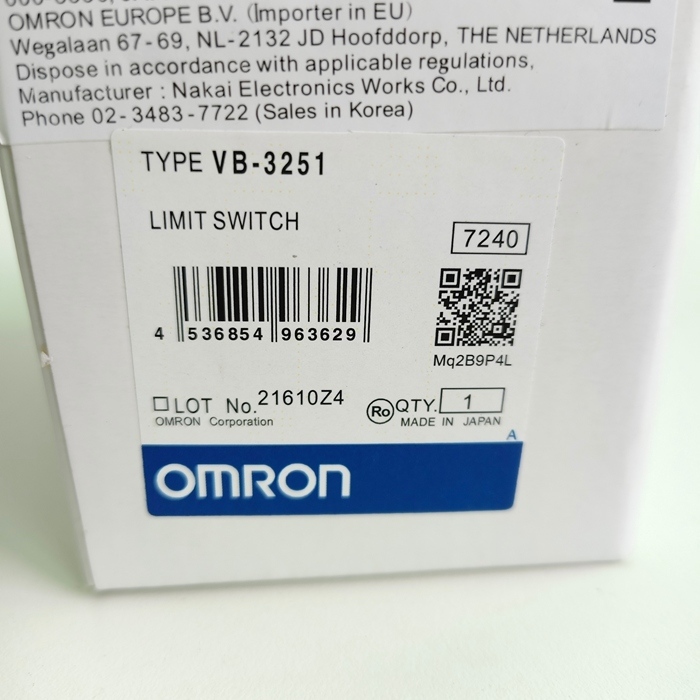 OMRON EUROPE B.V. (Importer in EU)
Wegalaan 67-69, NL-2132 JD Hoofddorp, THE NETHERLANDS
Dispose in accordance with applicable regulations,
Manufacturer : Nakai Electronics Works Co., Ltd.
Phone 02-3483-7722 (Sales in Korea)
TYPE VB-3251
LIMIT SWITCH
7240
4 536854 963629
Mq2B9P4L
LOT No. 21610Z4
Ro QTY. 1
OMRON Corporation
MADE IN JAPAN
A
OMRON